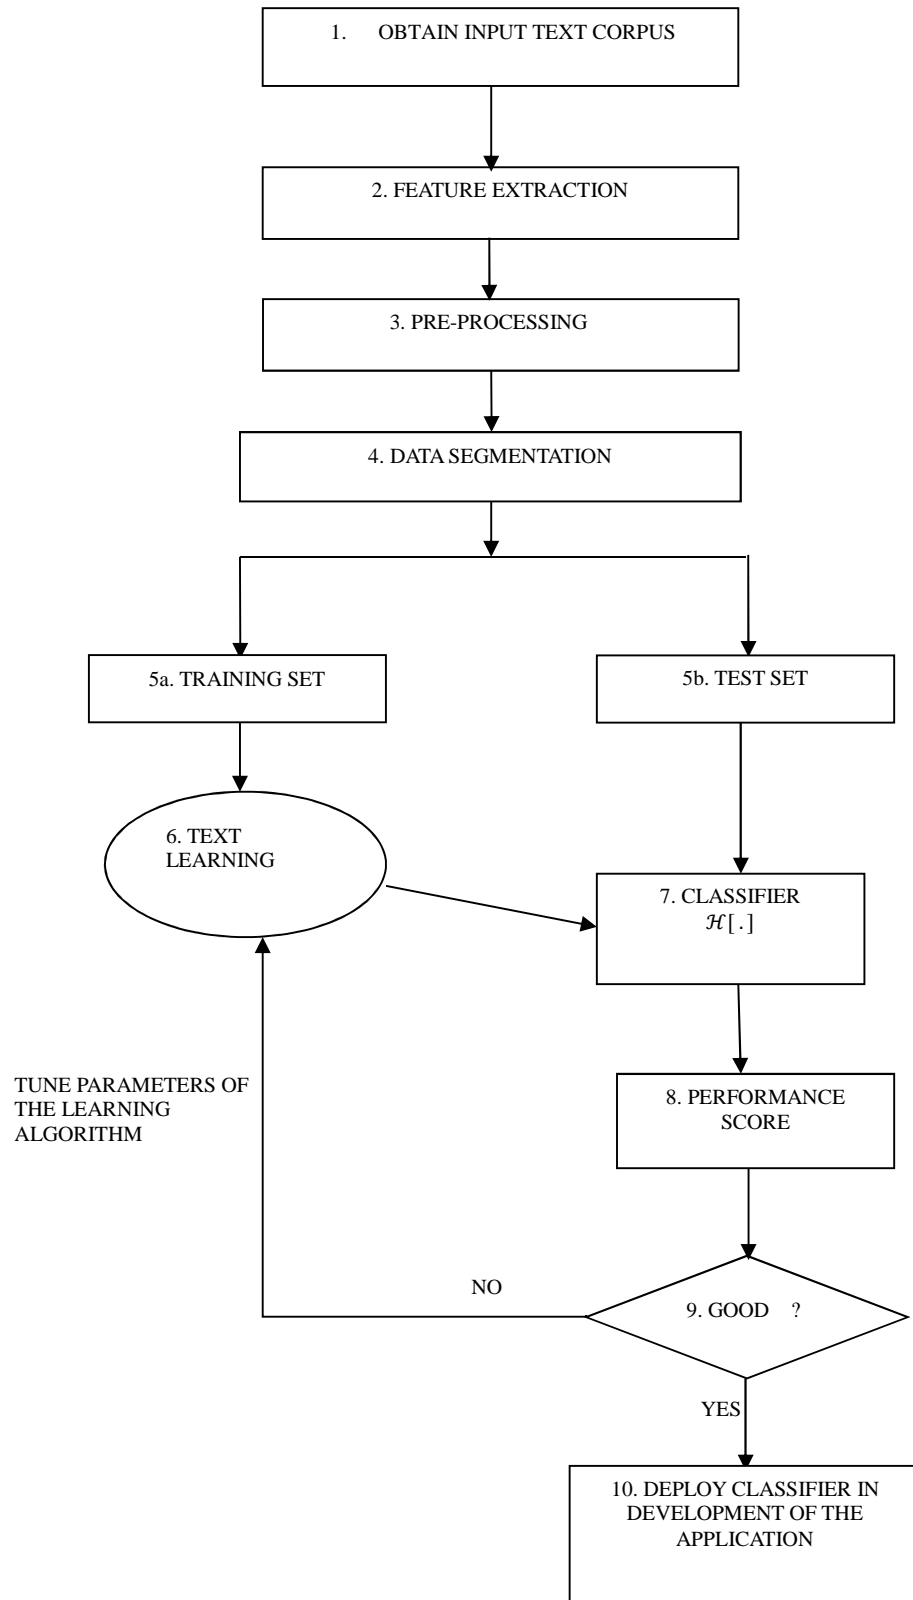 1. OBTAIN INPUT TEXT CORPUS
2. FEATURE EXTRACTION
3. PRE-PROCESSING
4. DATA SEGMENTATION
5a. TRAINING SET
5b. TEST SET
6. TEXT
LEARNING
7. CLASSIFIER
ℋ[ . ]
TUNE PARAMETERS OF
THE LEARNING
ALGORITHM
8. PERFORMANCE
SCORE
NO
9. GOOD ?
YES
10. DEPLOY CLASSIFIER IN
DEVELOPMENT OF THE
APPLICATION